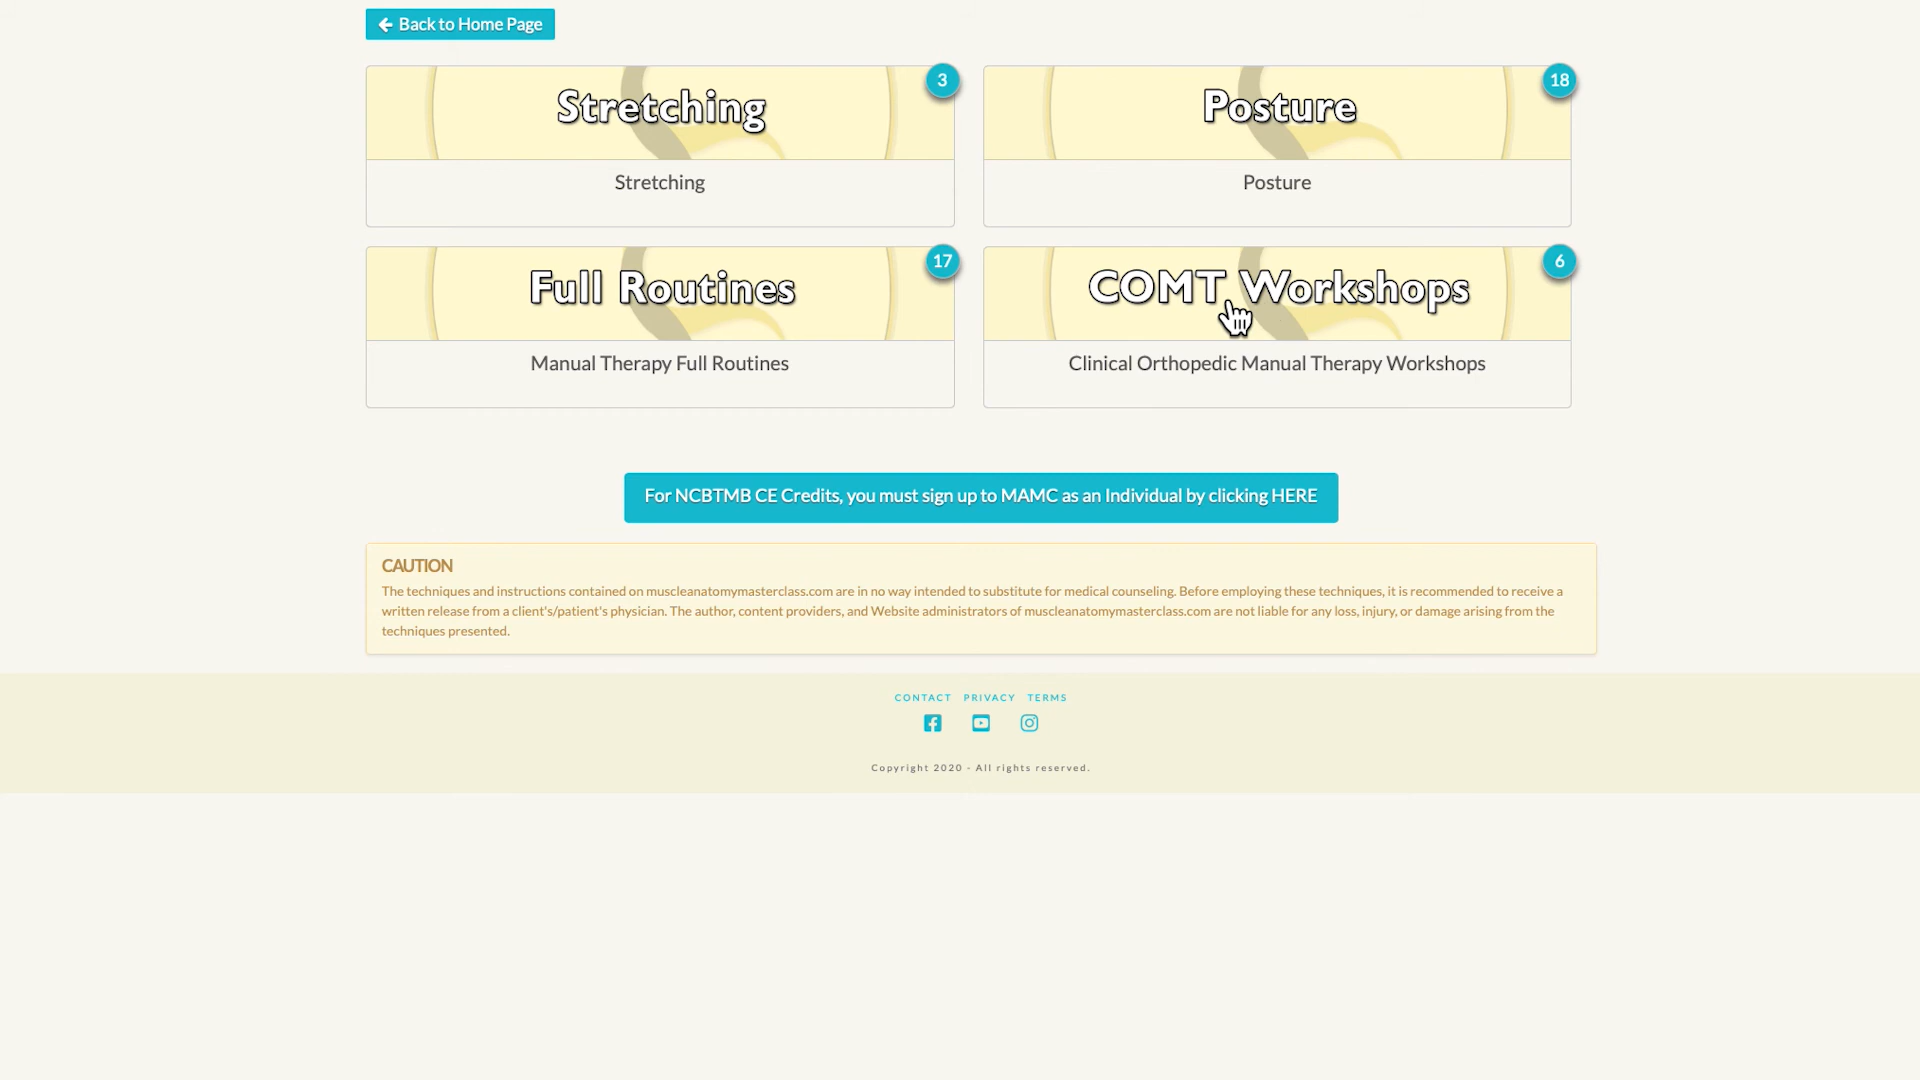 Back to Home Page
3
Stretching
Stretching
18
Posture
Posture
17
Full Routines
Manual Therapy Full Routines
6
COMT Workshops
Clinical Orthopedic Manual Therapy Workshops
For NCBTMB CE Credits, you must sign up to MAMC as an Individual by clicking HERE
CAUTION
The techniques and instructions contained on muscleanatomymasterclass.com are in no way intended to substitute for medical counseling. Before employing these techniques, it is recommended to receive a
written release from a client's/patient's physician. The author, content providers, and Website administrators of muscleanatomymasterclass.com are not liable for any loss, injury, or damage arising from the
techniques presented.
CONTACT PRIVACY TERMS
Copyright 2020 - All rights reserved.